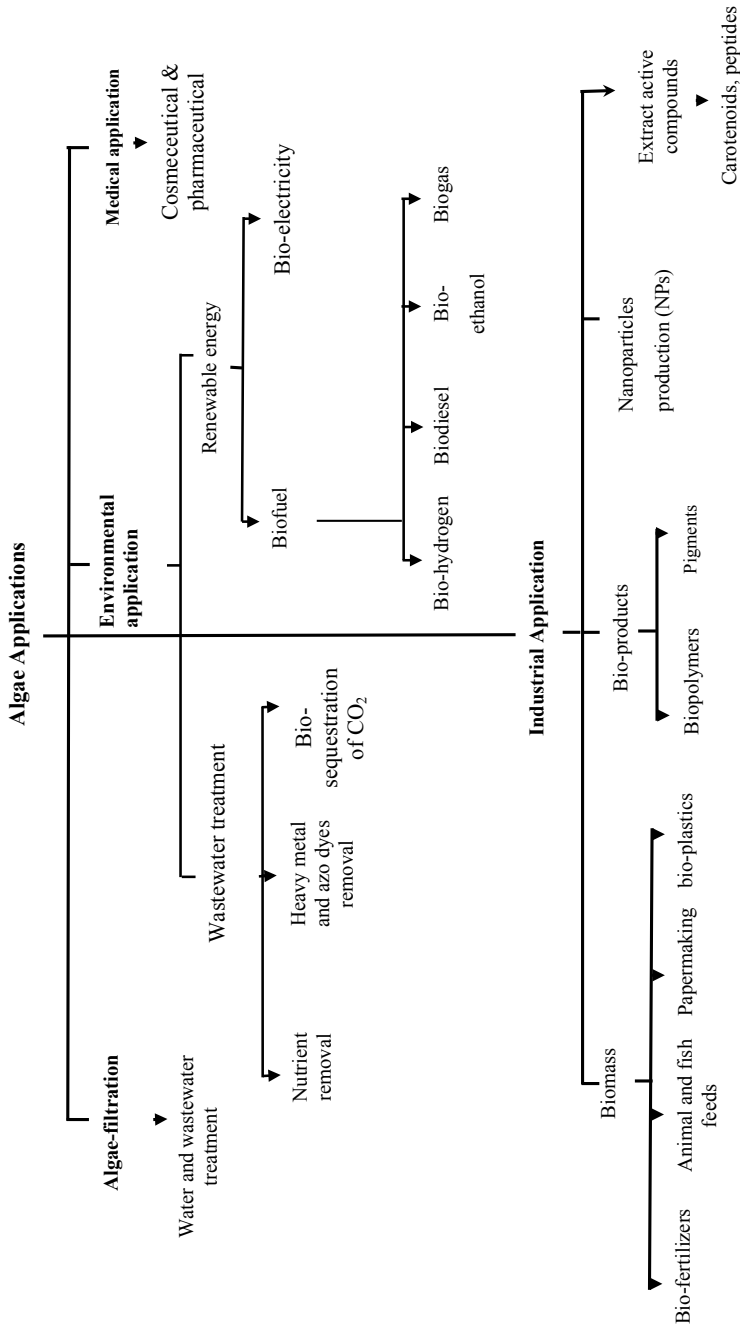 Algae Applications
Algae-filtration
Environmental
application
Medical application
Water and wastewater
treatment
Cosmeceutical &
pharmaceutical
Wastewater treatment
Renewable energy
Nutrient
removal
Heavy metal
and azo dyes
removal
Bio-
sequestration
of CO₂
Biofuel
Bio-electricity
Bio-hydrogen
Biodiesel
Bio-
ethanol
Biogas
Industrial Application
Biomass
Bio-products
Nanoparticles
production (NPs)
Extract active
compounds
Bio-fertilizers
Animal and fish
feeds
Papermaking
bio-plastics
Biopolymers
Pigments
Carotenoids, peptides